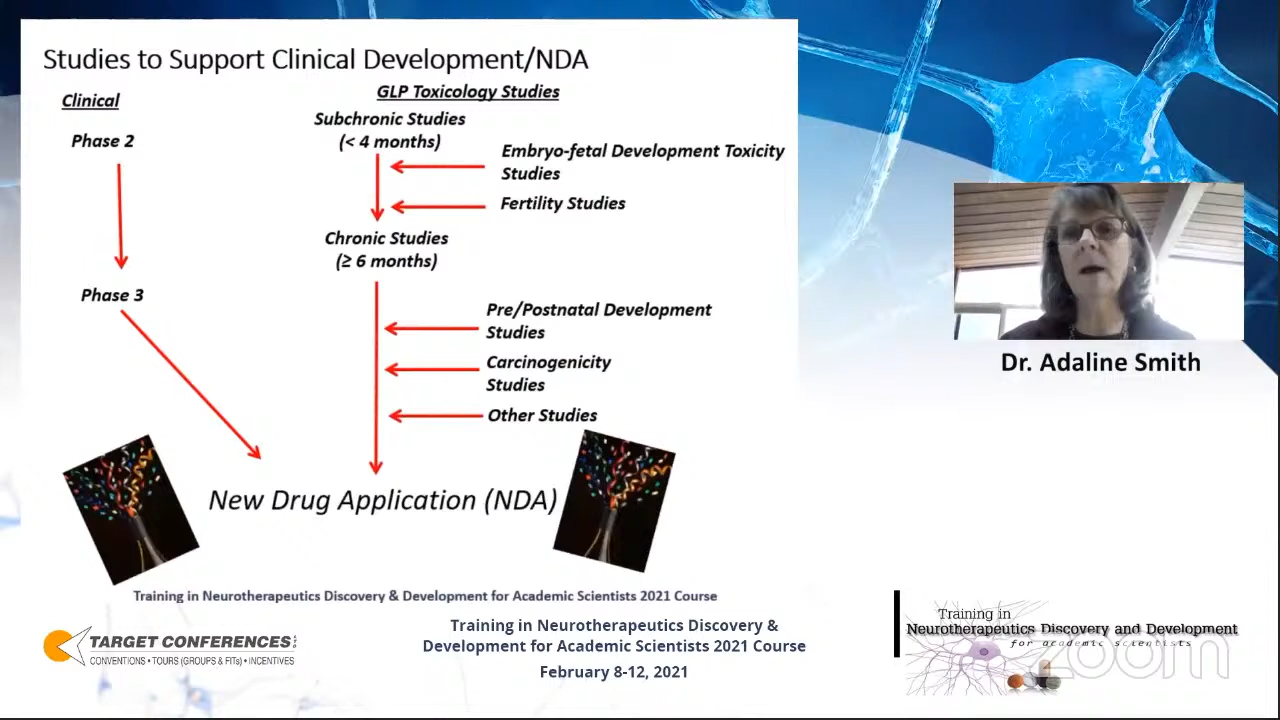 Studies to Support Clinical Development/NDA
Clinical
GLP Toxicology Studies
Phase 2
Subchronic Studies
(< 4 months)
Embryo-fetal Development Toxicity
Studies
Fertility Studies
Chronic Studies
(≥ 6 months)
Phase 3
Pre/Postnatal Development
Studies
Carcinogenicity
Studies
Other Studies
New Drug Application (NDA)
Training in Neurotherapeutics Discovery & Development for Academic Scientists 2021 Course
Dr. Adaline Smith
TARGET CONFERENCES
CONVENTIONS • TOURS (GROUPS & FITs) • INCENTIVES
Training in Neurotherapeutics Discovery &
Development for Academic Scientists 2021 Course
February 8-12, 2021
Training in
Neurotherapeutics Discovery and Development
for academic scientists
zoom